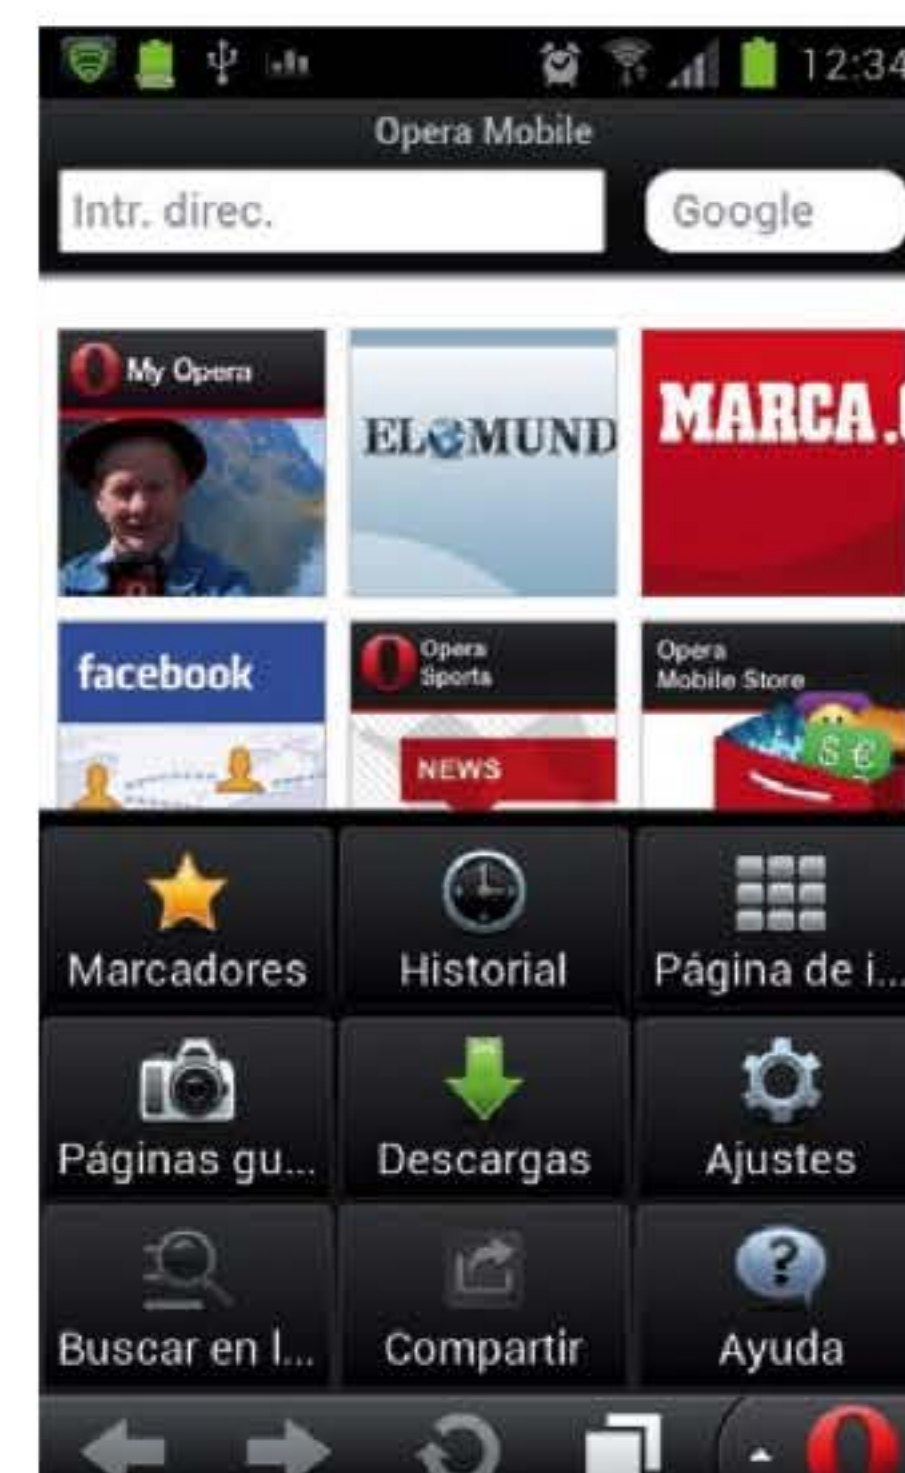 12:34
Opera Mobile
Intr. direc.
Google
My Opera
EL MUND
MARCA.
facebook
Opera
Sports
NEWS
Opera
Mobile Store
$ €
Marcadores
Historial
Página de i...
Páginas gu...
Descargas
Ajustes
Buscar en l...
Compartir
Ayuda